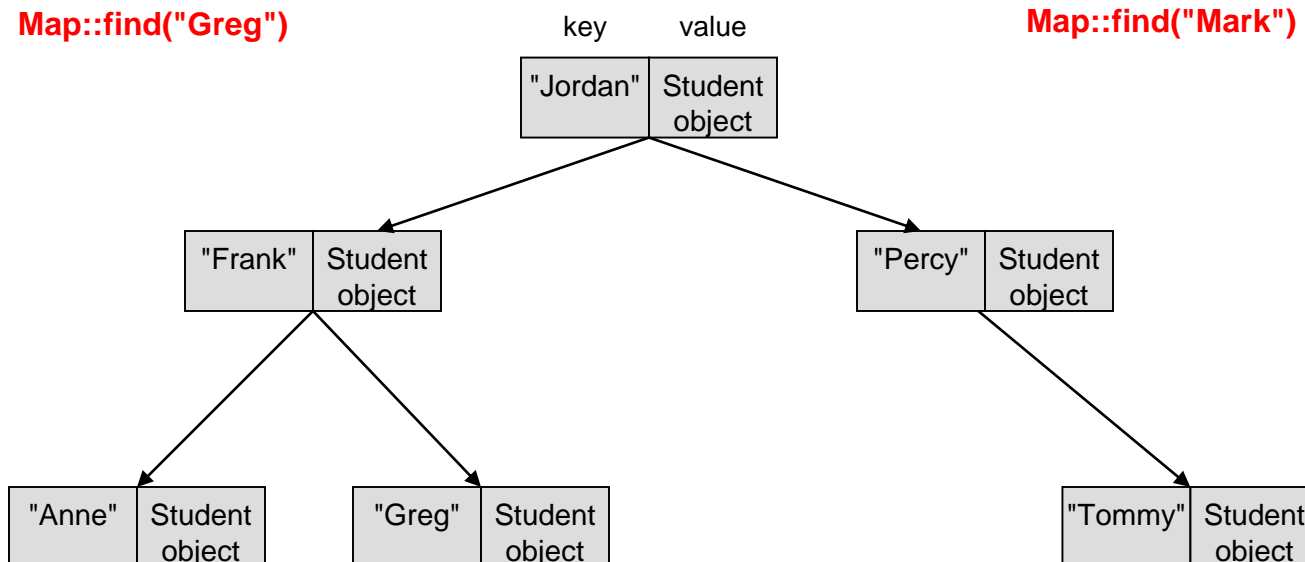 Map::find("Greg")
Map::find("Mark")
key value
"Jordan" Student
object
"Frank" Student
object
"Percy" Student
object
"Anne" Student
object
"Greg" Student
object
"Tommy" Student
object